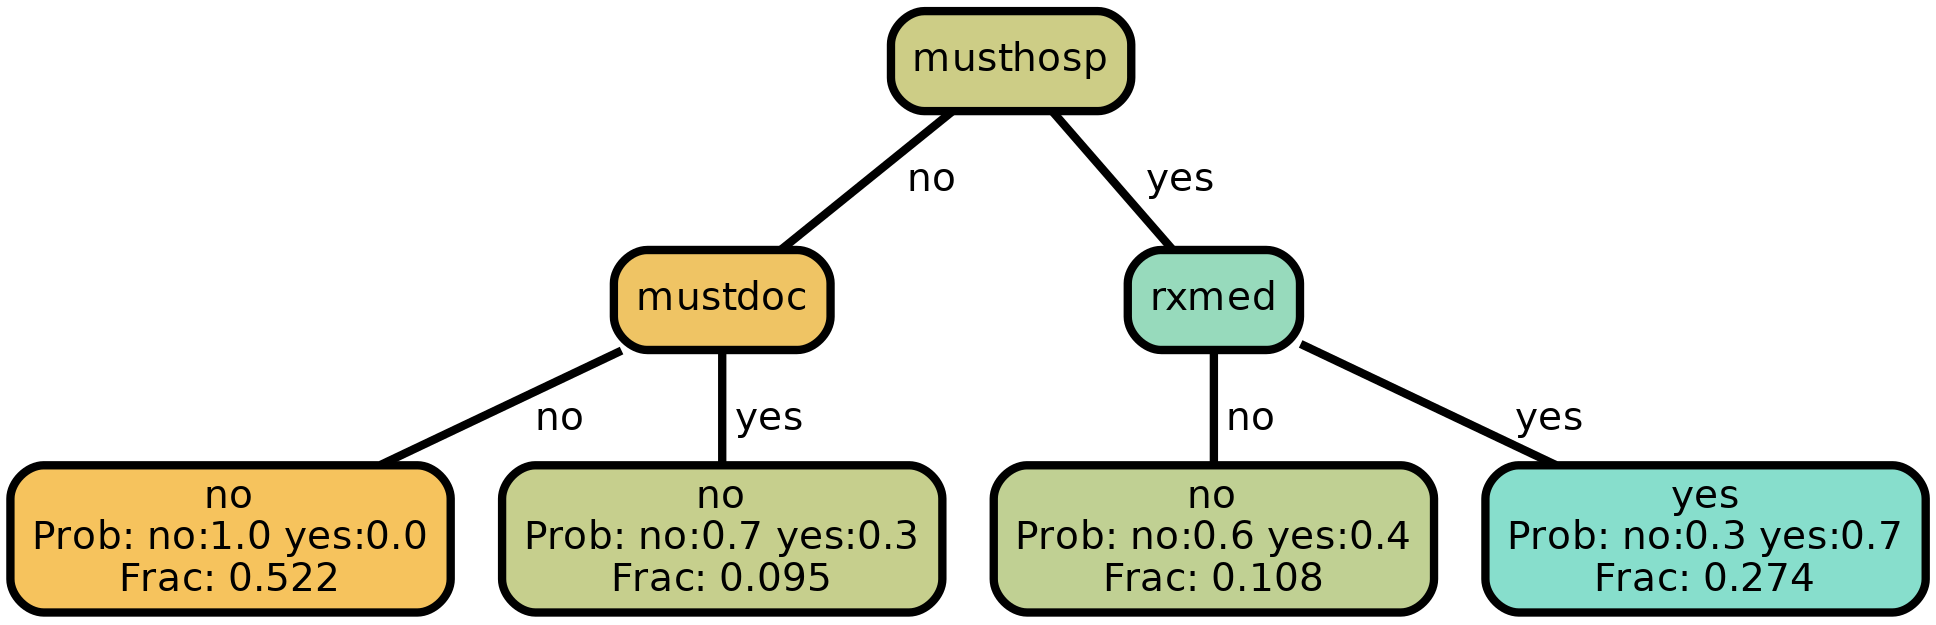 musthosp
no
yes
mustdoc
rxmed
no
yes
no
yes
no
Prob: no:1.0 yes:0.0
Frac: 0.522
no
Prob: no:0.7 yes:0.3
Frac: 0.095
no
Prob: no:0.6 yes:0.4
Frac: 0.108
yes
Prob: no:0.3 yes:0.7
Frac: 0.274